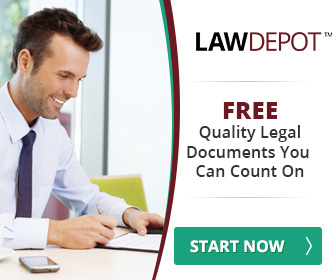 LAWDEPOT™
FREE
Quality Legal
Documents You
Can Count On
START NOW